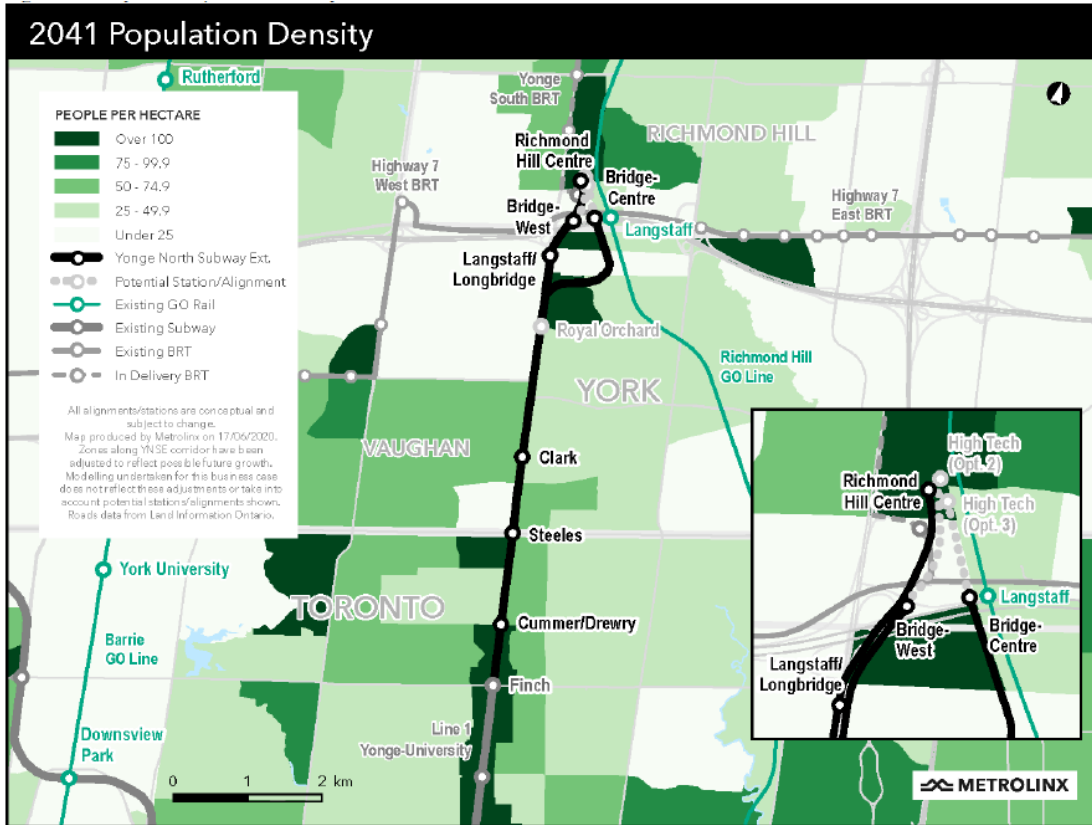 2041 Population Density
Rutherford
PEOPLE PER HECTARE
Over 100
75 - 99.9
50 - 74.9
25 - 49.9
Under 25
Yonge North Subway Ext.
Potential Station/Alignment
Existing GO Rail
Existing Subway
Existing BRT
In Delivery BRT
All alignments/stations are conceptual and
subject to change.
Map produced by Metrolinx on 17/06/2020.
Zones along YNSE corridor have been
adjusted to reflect possible future growth.
Modelling undertaken for this business case
does not reflect these adjustments or take into
account potential stations/alignments shown.
Roads data from Land Information Ontario.
Yonge
South BRT
RICHMOND HILL
Richmond
Hill Centre
Highway 7
West BRT
Bridge-
Centre
Bridge-
West
Highway 7
East BRT
Langstaff
Langstaff/
Longbridge
Royal Orchard
Richmond Hill
GO Line
YORK
VAUGHAN
Clark
Steeles
York University
TORONTO
Cummer/Drewry
Barrie
GO Line
Finch
Line 1
Yonge-University
Downsview
Park
0 1 2 km
High Tech
(Opt. 2)
Richmond
Hill Centre
High Tech
(Opt. 3)
Langstaff
Bridge-
West
Bridge-
Centre
Langstaff/
Longbridge
METROLINX